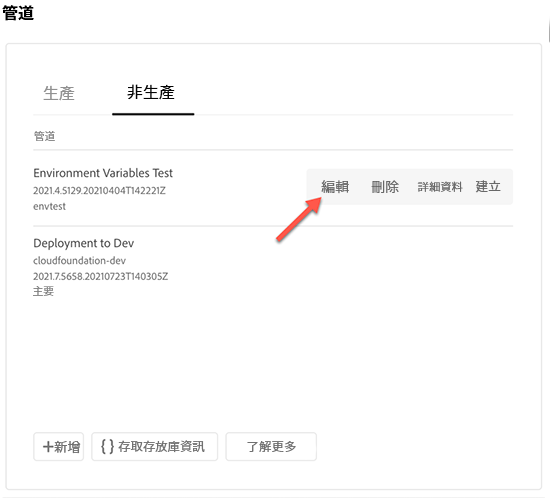 管道
生產 非生產
管道
Environment Variables Test
2021.4.5129.20210404T142221Z
envtest
編輯 刪除 詳細資料 建立
Deployment to Dev
cloudfoundation-dev
2021.7.5658.20210723T140305Z
主要
+新增 {} 存取存放庫資訊 了解更多